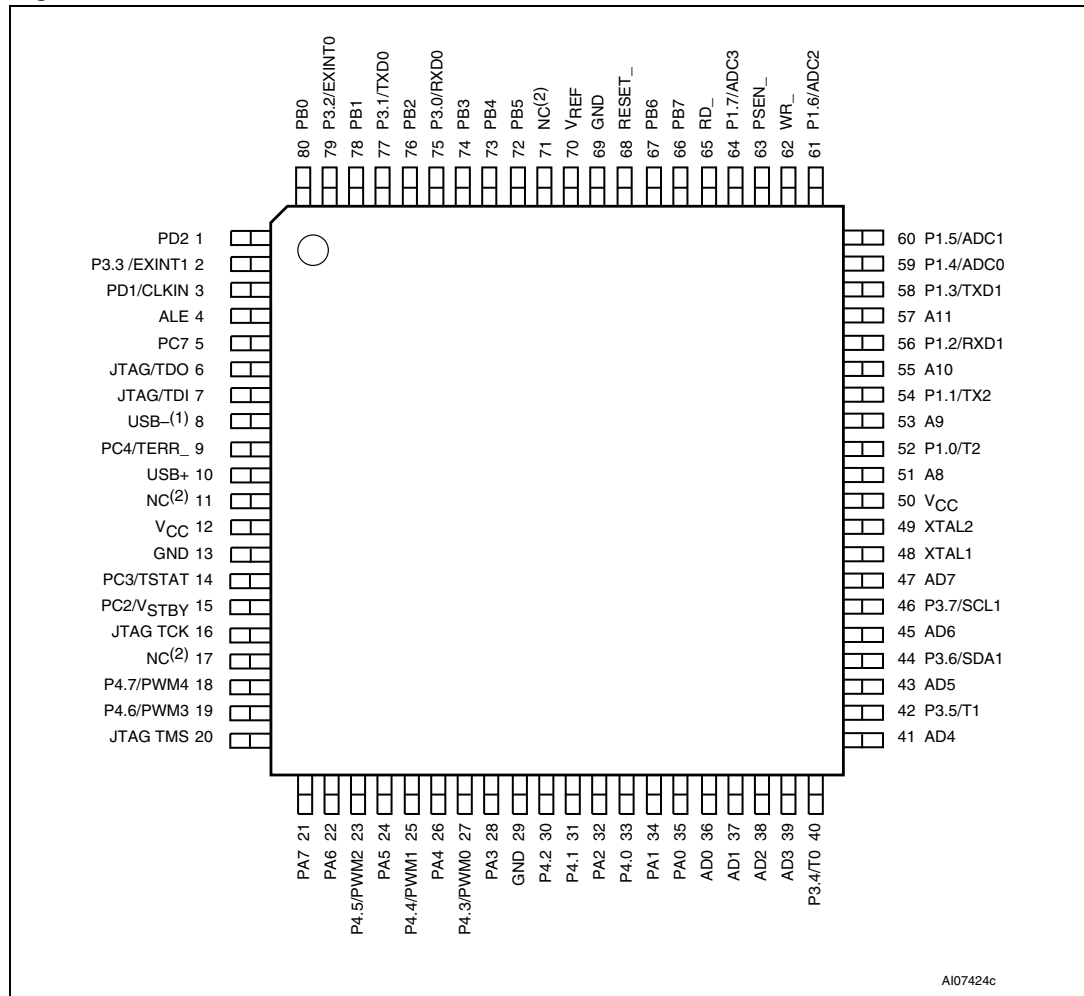 80 PB0
79 P3.2/EXINT0
78 PB1
77 P3.1/TXD0
76 PB2
75 P3.0/RXD0
74 PB3
73 PB4
72 PB5
71 NC(2)
70 VREF
69 GND
68 RESET_
67 PB6
66 PB7
65 RD_
64 P1.7/ADC3
63 PSEN_
62 WR_
61 P1.6/ADC2
PD2 1
P3.3 /EXINT1 2
PD1/CLKIN 3
ALE 4
PC7 5
JTAG/TDO 6
JTAG/TDI 7
USB–(1) 8
PC4/TERR_ 9
USB+ 10
NC(2) 11
VCC 12
GND 13
PC3/TSTAT 14
PC2/VSTBY 15
JTAG TCK 16
NC(2) 17
P4.7/PWM4 18
P4.6/PWM3 19
JTAG TMS 20
60 P1.5/ADC1
59 P1.4/ADC0
58 P1.3/TXD1
57 A11
56 P1.2/RXD1
55 A10
54 P1.1/TX2
53 A9
52 P1.0/T2
51 A8
50 VCC
49 XTAL2
48 XTAL1
47 AD7
46 P3.7/SCL1
45 AD6
44 P3.6/SDA1
43 AD5
42 P3.5/T1
41 AD4
PA7 21
PA6 22
P4.5/PWM2 23
PA5 24
P4.4/PWM1 25
PA4 26
P4.3/PWM0 27
PA3 28
GND 29
P4.2 30
P4.1 31
PA2 32
P4.0 33
PA1 34
PA0 35
AD0 36
AD1 37
AD2 38
AD3 39
P3.4/T0 40
AI07424c